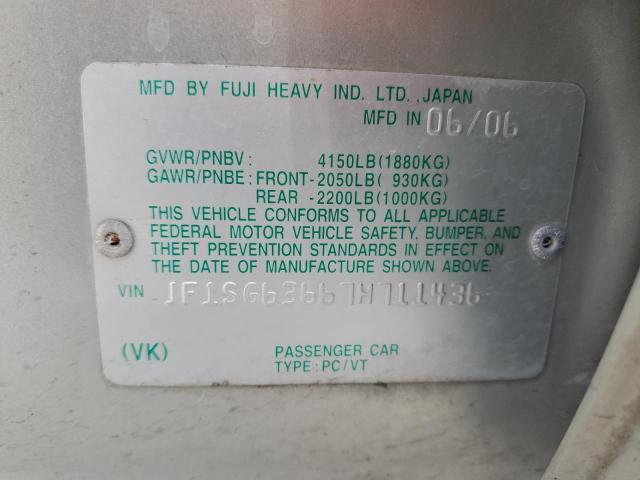 MFD BY FUJI HEAVY IND. LTD. ,JAPAN
MFD IN 06/06
GVWR/PNBV : 4150LB(1880KG)
GAWR/PNBE : FRONT-2050LB( 930KG)
REAR -2200LB(1000KG)
THIS VEHICLE CONFORMS TO ALL APPLICABLE
FEDERAL MOTOR VEHICLE SAFETY, BUMPER, AND
THEFT PREVENTION STANDARDS IN EFFECT ON
THE DATE OF MANUFACTURE SHOWN ABOVE.
VIN JF1SG63667H711436
(VK) PASSENGER CAR
TYPE : PC/VT